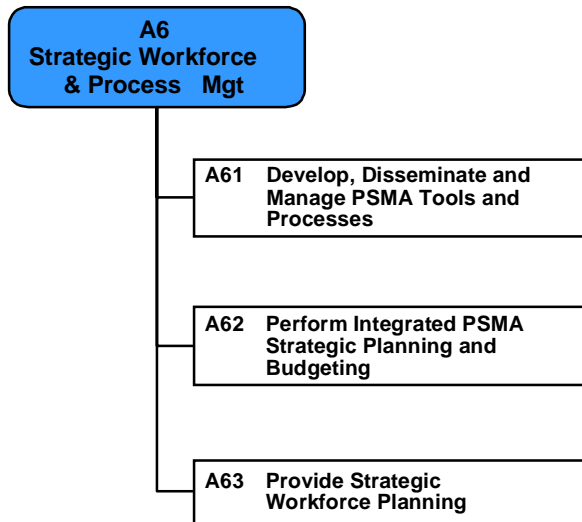 A6
Strategic Workforce
& Process Mgt
A61 Develop, Disseminate and
Manage PSMA Tools and
Processes
A62 Perform Integrated PSMA
Strategic Planning and
Budgeting
A63 Provide Strategic
Workforce Planning